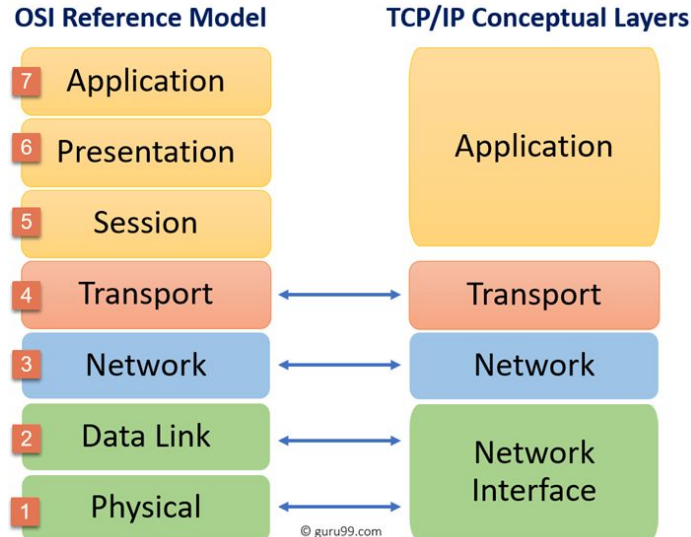 OSI Reference Model
TCP/IP Conceptual Layers
7 Application
6 Presentation
5 Session
Application
4 Transport
Transport
3 Network
Network
2 Data Link
1 Physical
Network
Interface
© guru99.com